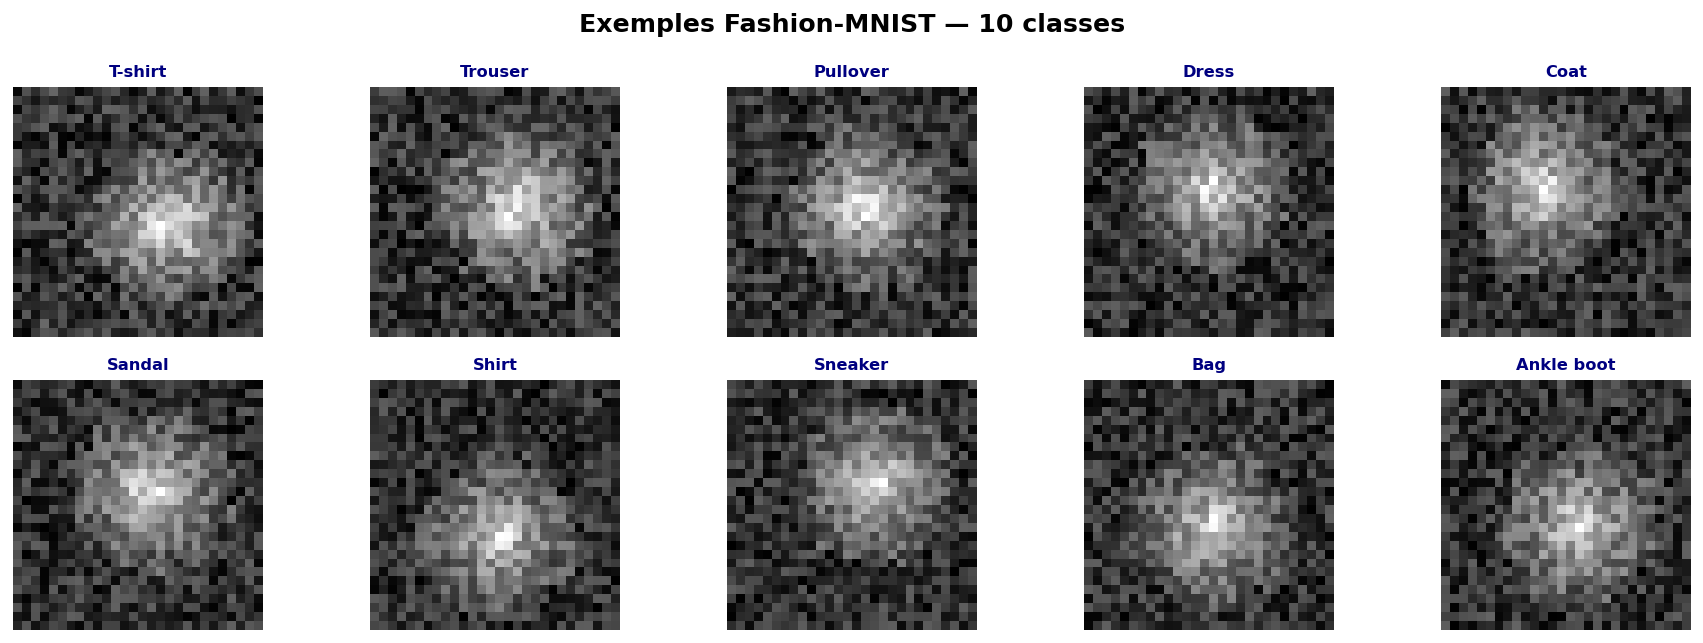 Exemples Fashion-MNIST — 10 classes
T-shirt
Trouser
Pullover
Dress
Coat
Sandal
Shirt
Sneaker
Bag
Ankle boot